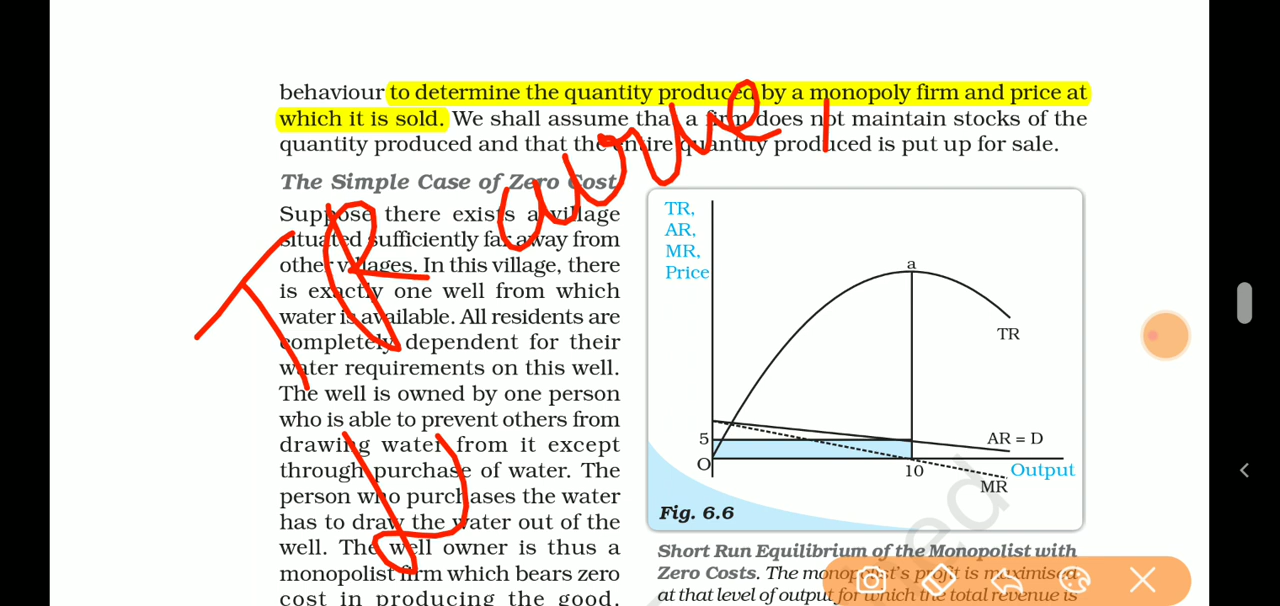 behaviour to determine the quantity produced by a monopoly firm and price at
which it is sold. We shall assume that a firm does not maintain stocks of the
quantity produced and that the entire quantity produced is put up for sale.
The Simple Case of Zero Cost
Suppose there exists a village
situated sufficiently far away from
other villages. In this village, there
is exactly one well from which
water is available. All residents are
completely dependent for their
water requirements on this well.
The well is owned by one person
who is able to prevent others from
drawing water from it except
through purchase of water. The
person who purchases the water
has to draw the water out of the
well. The well owner is thus a
monopolist firm which bears zero
cost in producing the good.
TR curve,
TR,
AR,
MR,
Price
a
TR
5
AR = D
O
10
Output
MR
Fig. 6.6
Short Run Equilibrium of the Monopolist with
Zero Costs. The monopolist's profit is maximised
at that level of output for which the total revenue is